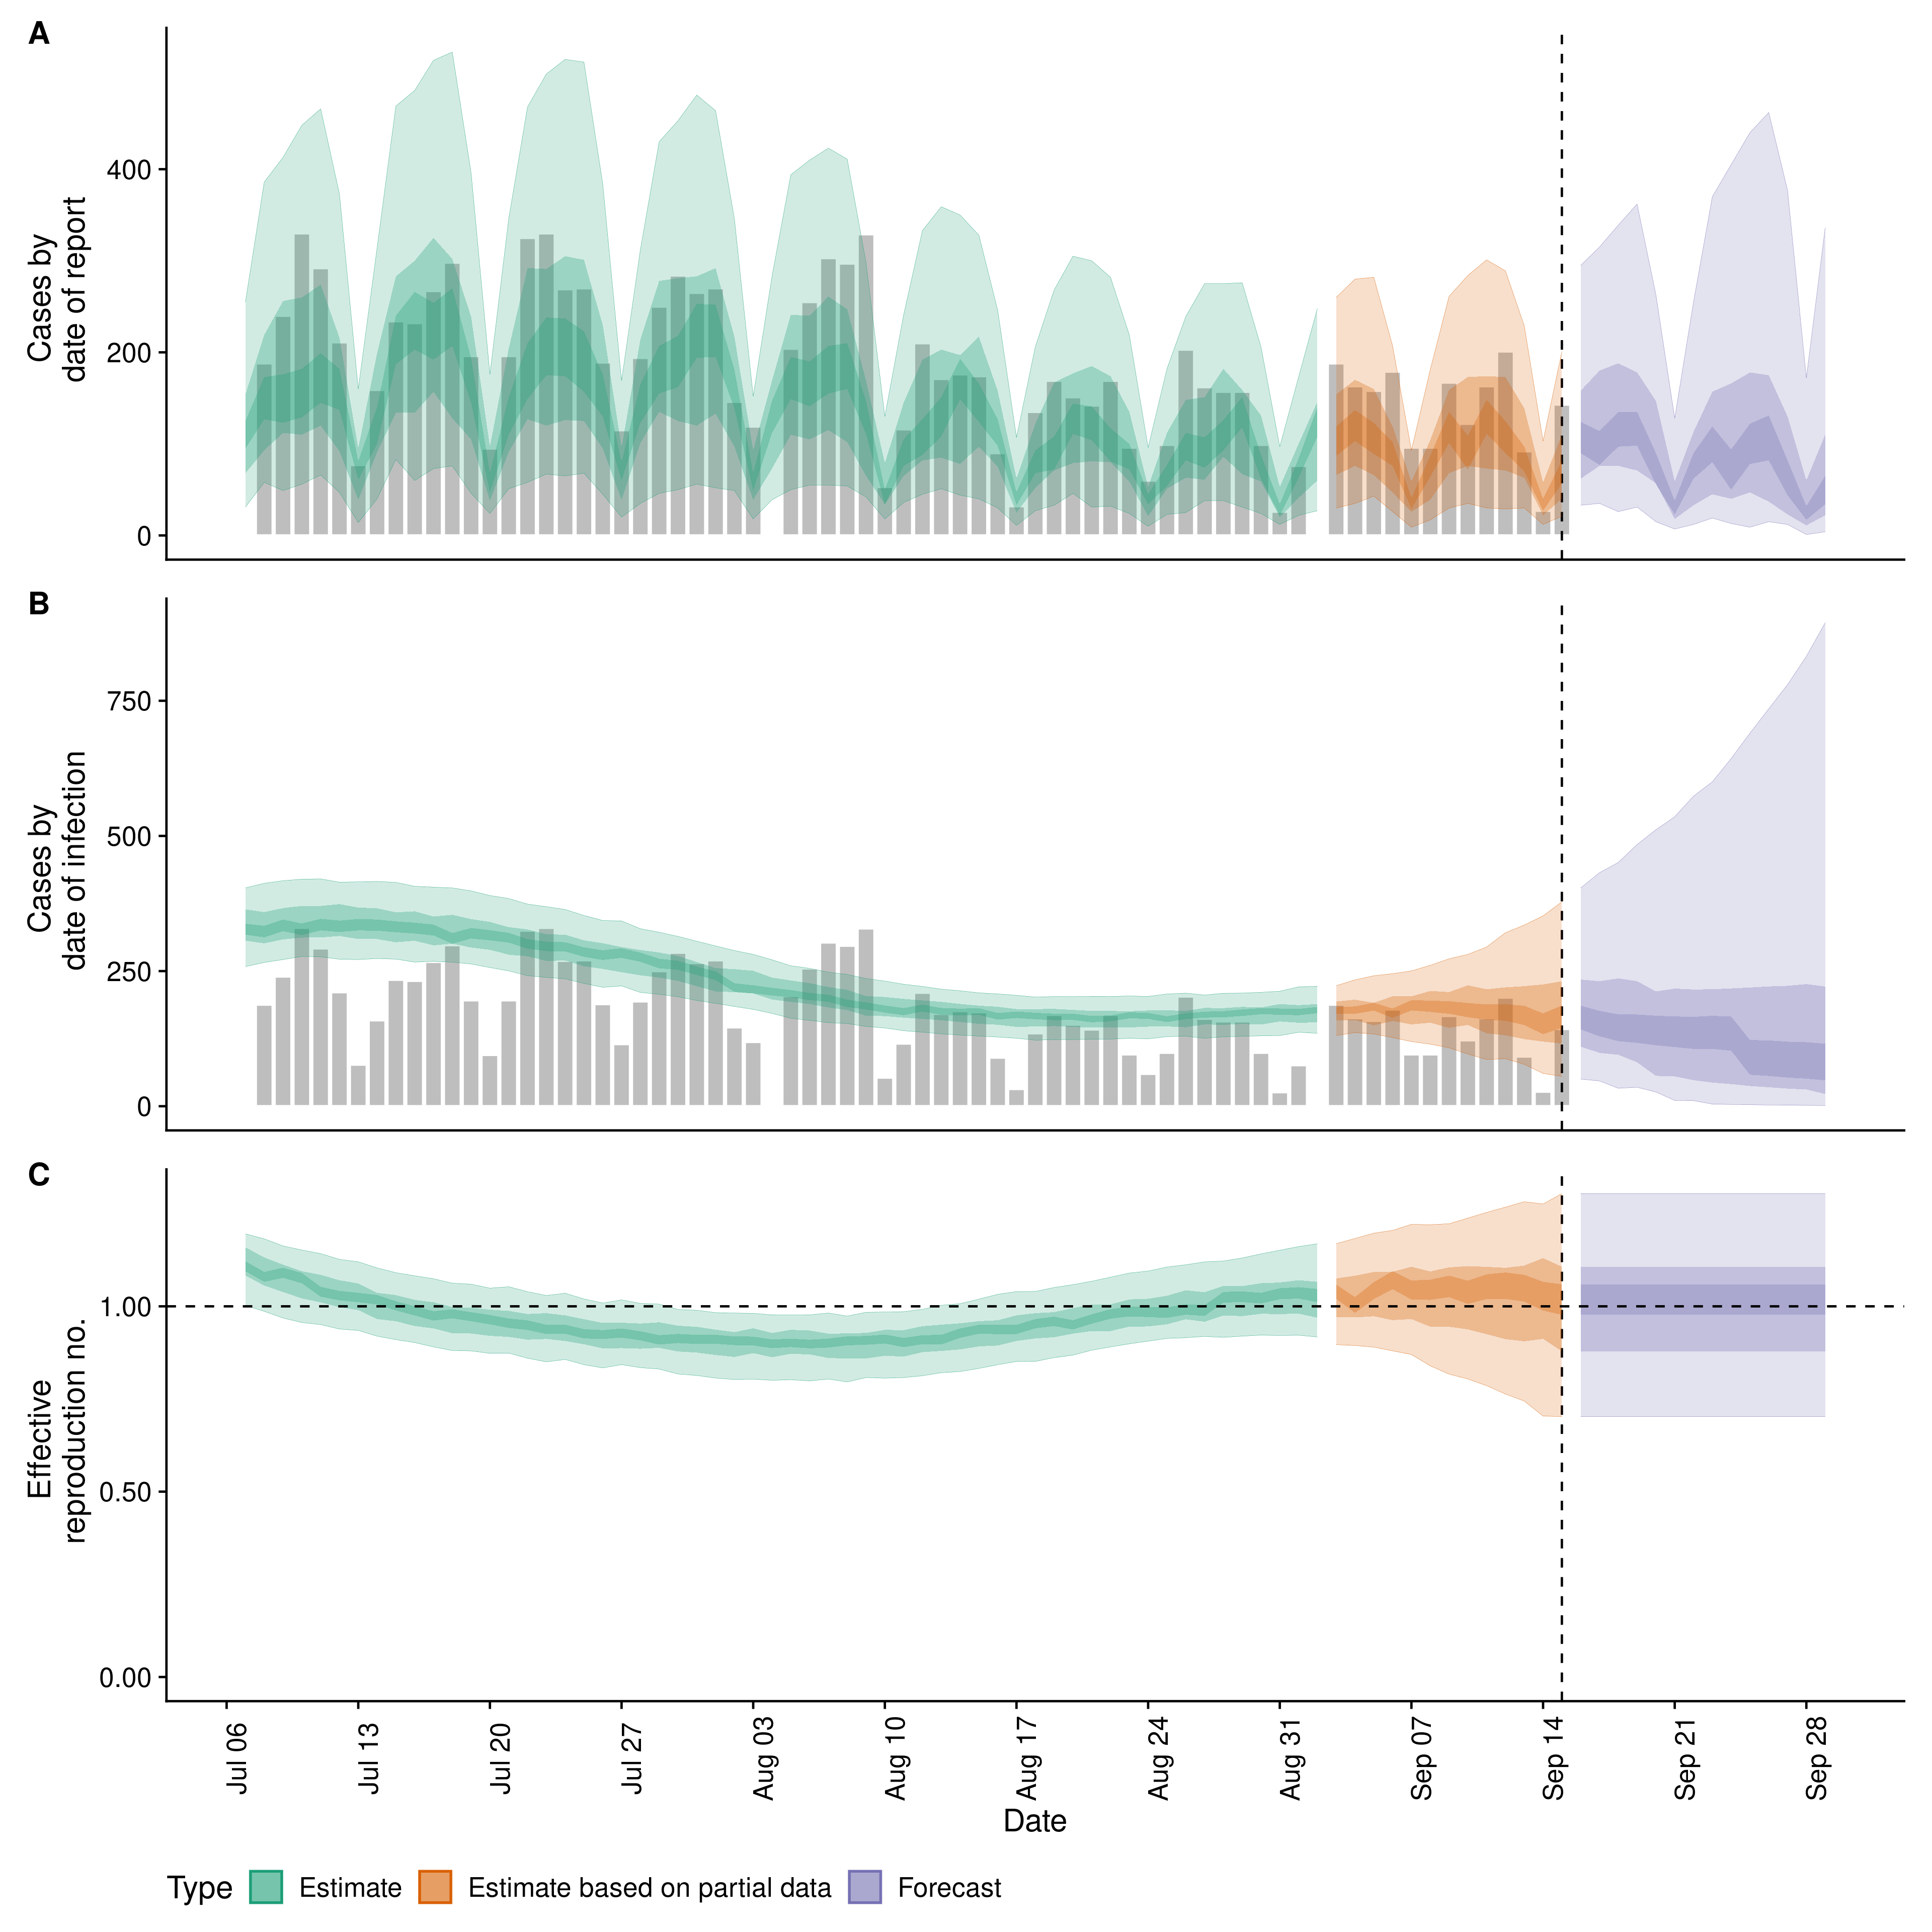 A
Cases by
date of report
400
200
0
B
Cases by
date of infection
750
500
250
0
C
Effective
reproduction no.
1.00
0.50
0.00
Jul 06
Jul 13
Jul 20
Jul 27
Aug 03
Aug 10
Aug 17
Aug 24
Aug 31
Sep 07
Sep 14
Sep 21
Sep 28
Date
Type Estimate Estimate based on partial data Forecast